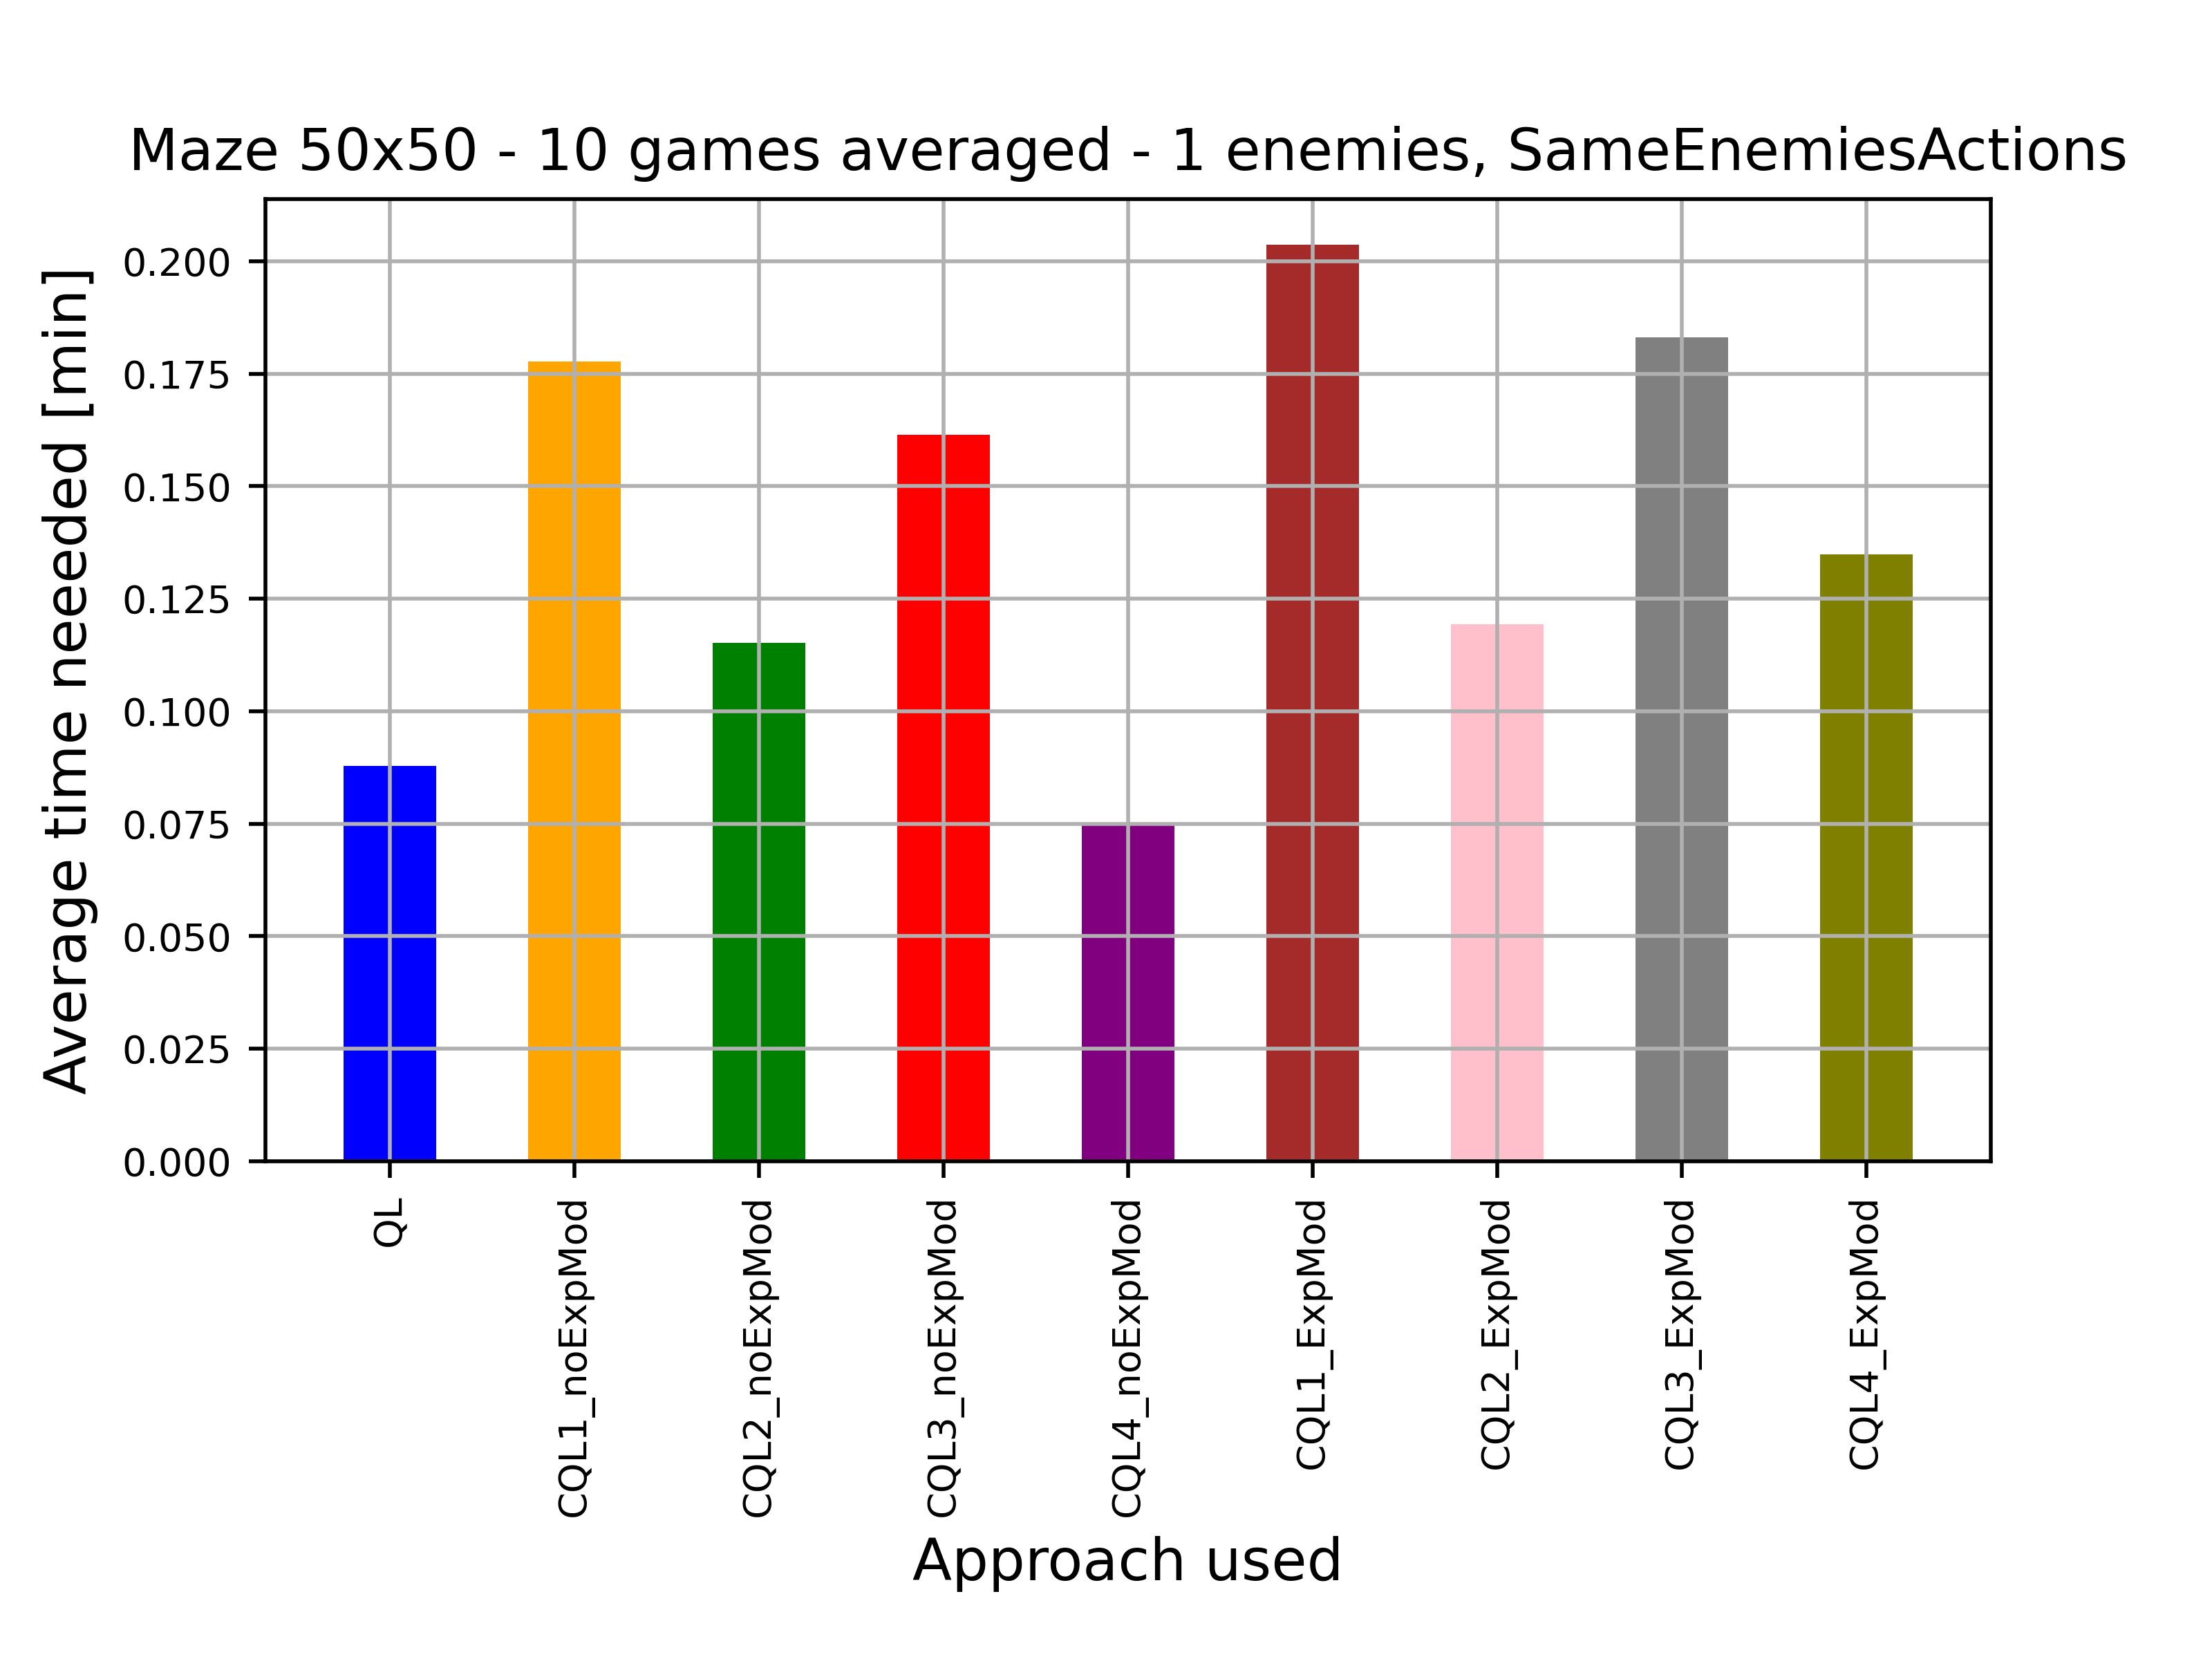 Maze 50x50 - 10 games averaged - 1 enemies, SameEnemiesActions
Average time needed [min]
0.200
0.175
0.150
0.125
0.100
0.075
0.050
0.025
0.000
QL
CQL1_noExpMod
CQL2_noExpMod
CQL3_noExpMod
CQL4_noExpMod
CQL1_ExpMod
CQL2_ExpMod
CQL3_ExpMod
CQL4_ExpMod
Approach used